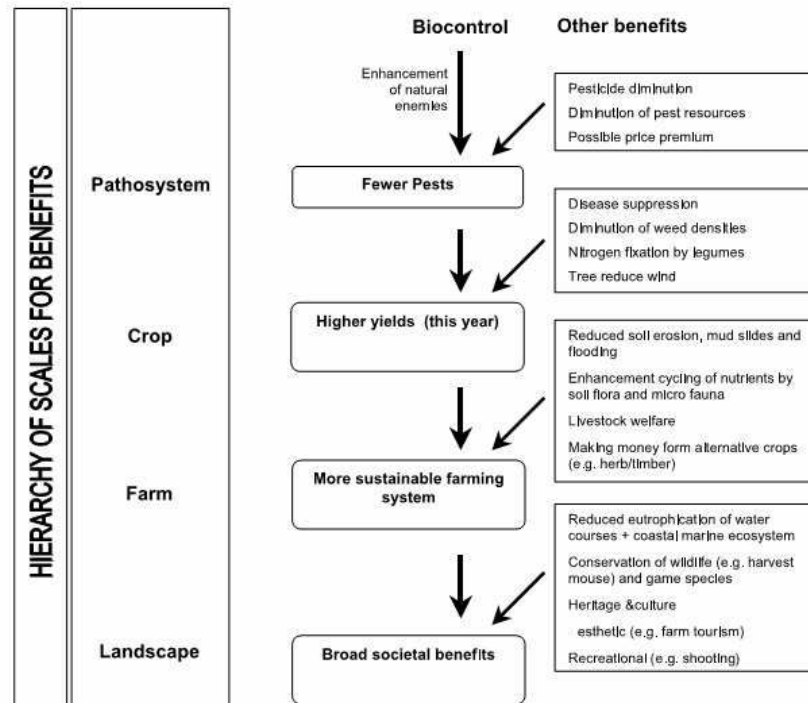 HIERARCHY OF SCALES FOR BENEFITS
Pathosystem
Crop
Farm
Landscape
Biocontrol
Other benefits
Enhancement
of natural
enemies
Pesticide diminution
Diminution of pest resources
Possible price premium
Fewer Pests
Disease suppression
Diminution of weed densities
Nitrogen fixation by legumes
Tree reduce wind
Higher yields (this year)
Reduced soil erosion, mud slides and
flooding
Enhancement cycling of nutrients by
soil flora and micro fauna
Livestock welfare
Making money form alternative crops
(e.g. herb/timber)
More sustainable farming
system
Reduced eutrophication of water
courses + coastal marine ecosystem
Conservation of wildlife (e.g. harvest
mouse) and game species
Heritage &culture
esthetic (e.g. farm tourism)
Recreational (e.g. shooting)
Broad societal benefits